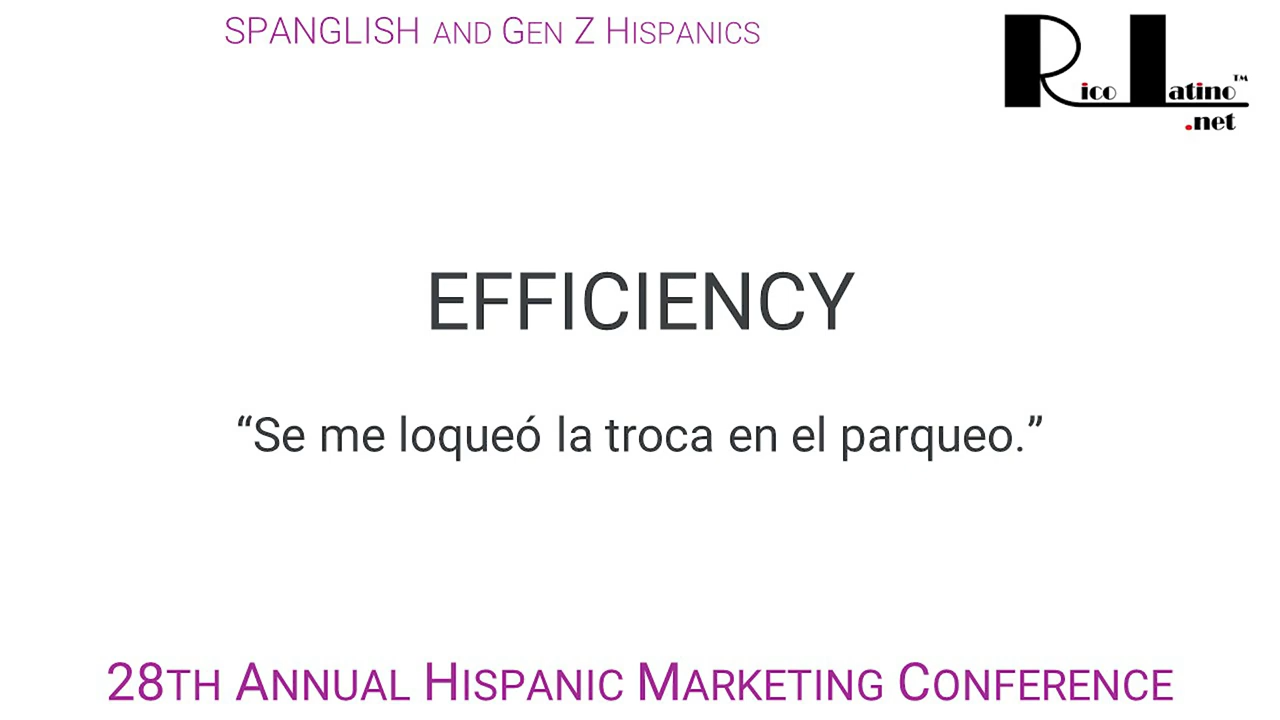 SPANGLISH AND GEN Z HISPANICS
Rico Latino™
.net
EFFICIENCY
“Se me loqueó la troca en el parqueo.”
28TH ANNUAL HISPANIC MARKETING CONFERENCE